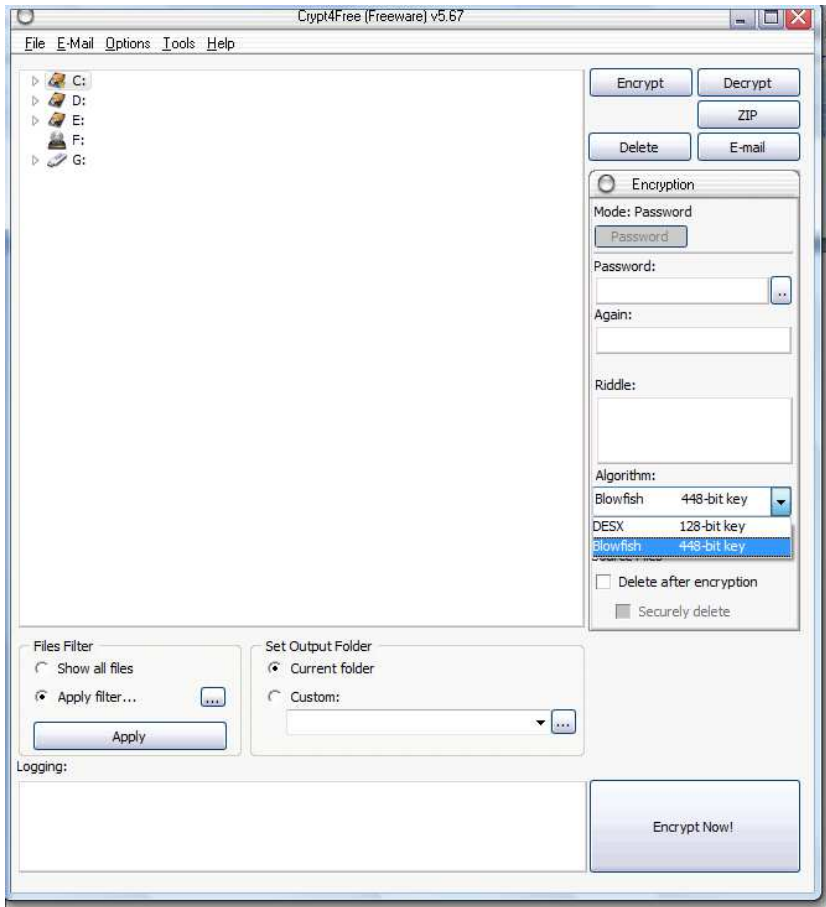 Crypt4Free (Freeware) v5.67
File E-Mail Options Tools Help
C:
D:
E:
F:
G:
Encrypt Decrypt
ZIP
Delete E-mail
Encryption
Mode: Password
Password
Password:
..
Again:
Riddle:
Algorithm:
Blowfish 448-bit key
DESX 128-bit key
Blowfish 448-bit key
Source Files
Delete after encryption
Securely delete
Files Filter
Show all files
Apply filter... ...
Apply
Set Output Folder
Current folder
Custom:
...
Logging:
Encrypt Now!